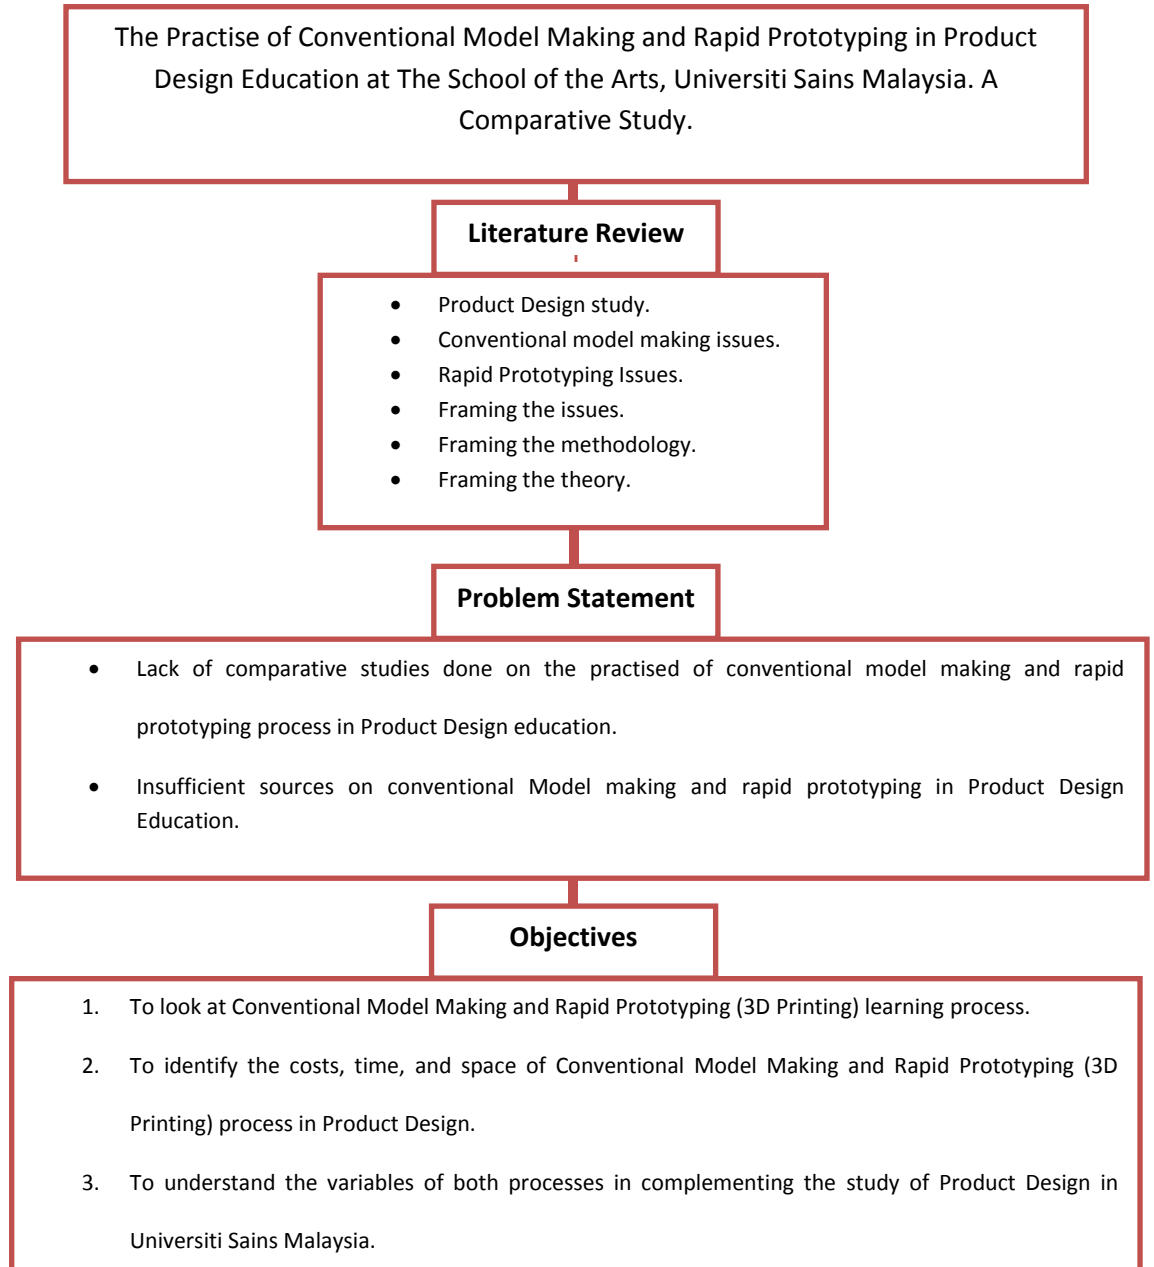 The Practise of Conventional Model Making and Rapid Prototyping in Product
Design Education at The School of the Arts, Universiti Sains Malaysia. A
Comparative Study.
Literature Review
• Product Design study.
• Conventional model making issues.
• Rapid Prototyping Issues.
• Framing the issues.
• Framing the methodology.
• Framing the theory.
Problem Statement
• Lack of comparative studies done on the practised of conventional model making and rapid
prototyping process in Product Design education.
• Insufficient sources on conventional Model making and rapid prototyping in Product Design
Education.
Objectives
1. To look at Conventional Model Making and Rapid Prototyping (3D Printing) learning process.
2. To identify the costs, time, and space of Conventional Model Making and Rapid Prototyping (3D
Printing) process in Product Design.
3. To understand the variables of both processes in complementing the study of Product Design in
Universiti Sains Malaysia.